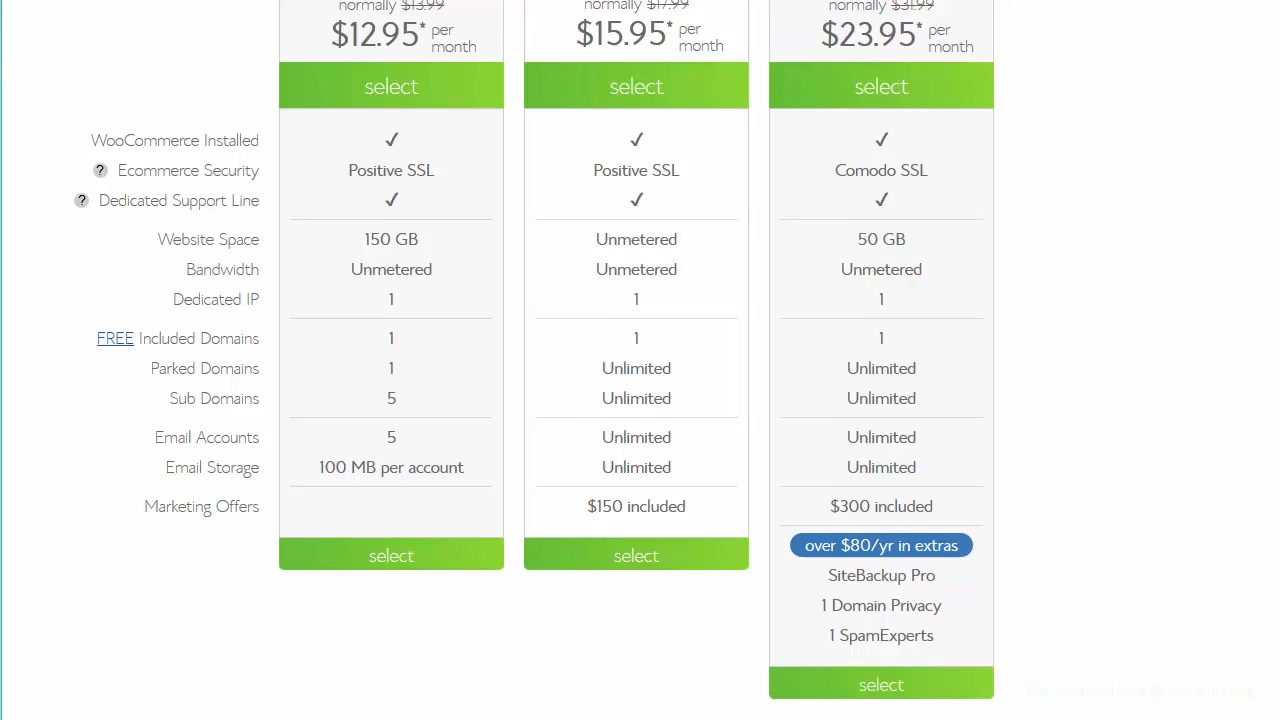 normally $13.99 normally $17.99 normally $31.99
$12.95* per month $15.95* per month $23.95* per month
select select select
WooCommerce Installed ✓ ✓ ✓
? Ecommerce Security Positive SSL Positive SSL Comodo SSL
? Dedicated Support Line ✓ ✓ ✓
Website Space 150 GB Unmetered 50 GB
Bandwidth Unmetered Unmetered Unmetered
Dedicated IP 1 1 1
FREE Included Domains 1 1 1
Parked Domains 1 Unlimited Unlimited
Sub Domains 5 Unlimited Unlimited
Email Accounts 5 Unlimited Unlimited
Email Storage 100 MB per account Unlimited Unlimited
Marketing Offers $150 included $300 included
over $80/yr in extras
select select
SiteBackup Pro
1 Domain Privacy
1 SpamExperts
select